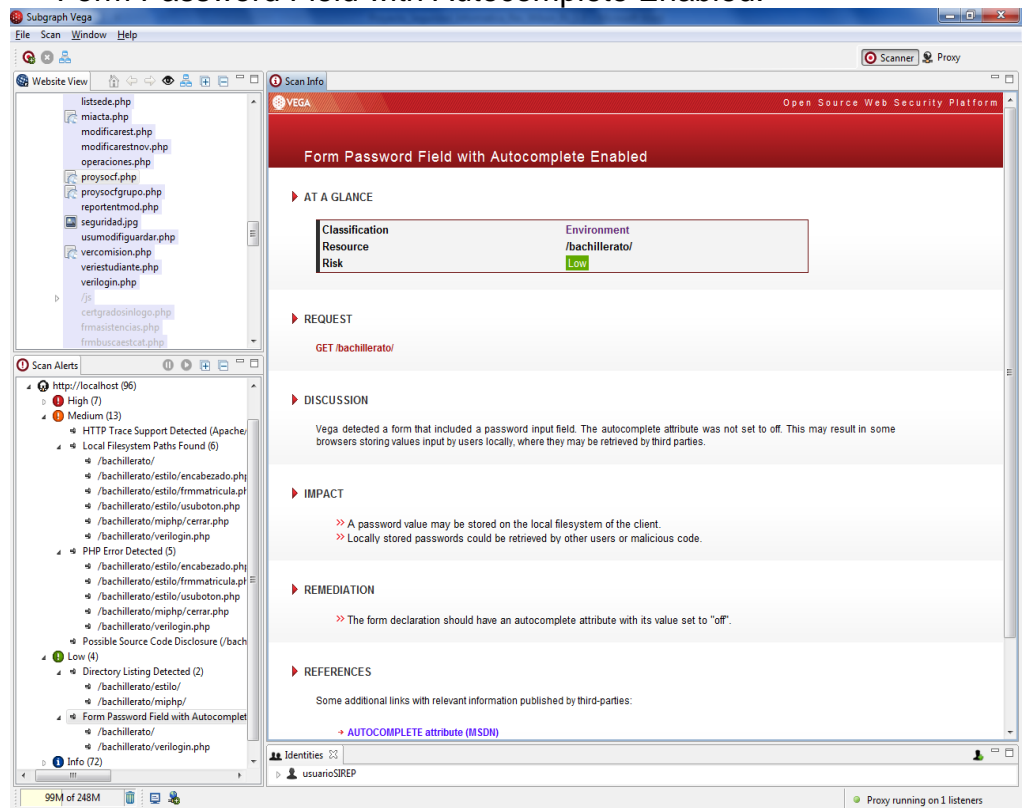 Form Password Field with Autocomplete Enabled.
Subgraph Vega
File Scan Window Help
Scanner
Proxy
Website View
listsede.php
miacta.php
modificarest.php
modificarestnov.php
operaciones.php
proysocf.php
proysocfgrupo.php
reportentmod.php
seguridad.jpg
usumodifiguardar.php
vercomision.php
veriestudiante.php
verilogin.php
/js
certgradosinlogo.php
frmasistencias.php
frmbuscaestcat.php
Scan Alerts
http://localhost (96)
High (7)
Medium (13)
HTTP Trace Support Detected (Apache/
Local Filesystem Paths Found (6)
/bachillerato/
/bachillerato/estilo/encabezado.php
/bachillerato/estilo/frmmatricula.ph
/bachillerato/estilo/usuboton.php
/bachillerato/miphp/cerrar.php
/bachillerato/verilogin.php
PHP Error Detected (5)
/bachillerato/estilo/encabezado.php
/bachillerato/estilo/frmmatricula.ph
/bachillerato/estilo/usuboton.php
/bachillerato/miphp/cerrar.php
/bachillerato/verilogin.php
Possible Source Code Disclosure (/bach
Low (4)
Directory Listing Detected (2)
/bachillerato/estilo/
/bachillerato/miphp/
Form Password Field with Autocomplet
/bachillerato/
/bachillerato/verilogin.php
Info (72)
Scan Info
VEGA
Open Source Web Security Platform
Form Password Field with Autocomplete Enabled
AT A GLANCE
Classification Environment
Resource /bachillerato/
Risk Low
REQUEST
GET /bachillerato/
DISCUSSION
Vega detected a form that included a password input field. The autocomplete attribute was not set to off. This may result in some
browsers storing values input by users locally, where they may be retrieved by third parties.
IMPACT
>> A password value may be stored on the local filesystem of the client.
>> Locally stored passwords could be retrieved by other users or malicious code.
REMEDIATION
>> The form declaration should have an autocomplete attribute with its value set to "off".
REFERENCES
Some additional links with relevant information published by third-parties:
AUTOCOMPLETE attribute (MSDN)
Identities
usuarioSIREP
99M of 248M
Proxy running on 1 listeners